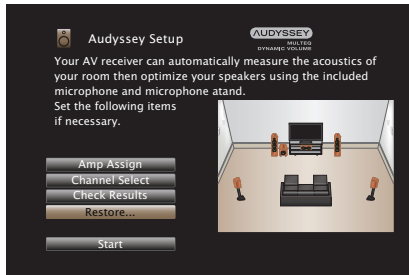 Audyssey Setup
AUDYSSEY
MULTEQ
DYNAMIC VOLUME
Your AV receiver can automatically measure the acoustics of
your room then optimize your speakers using the included
microphone and microphone atand.
Set the following items
if necessary.
Amp Assign
Channel Select
Check Results
Restore...
Start